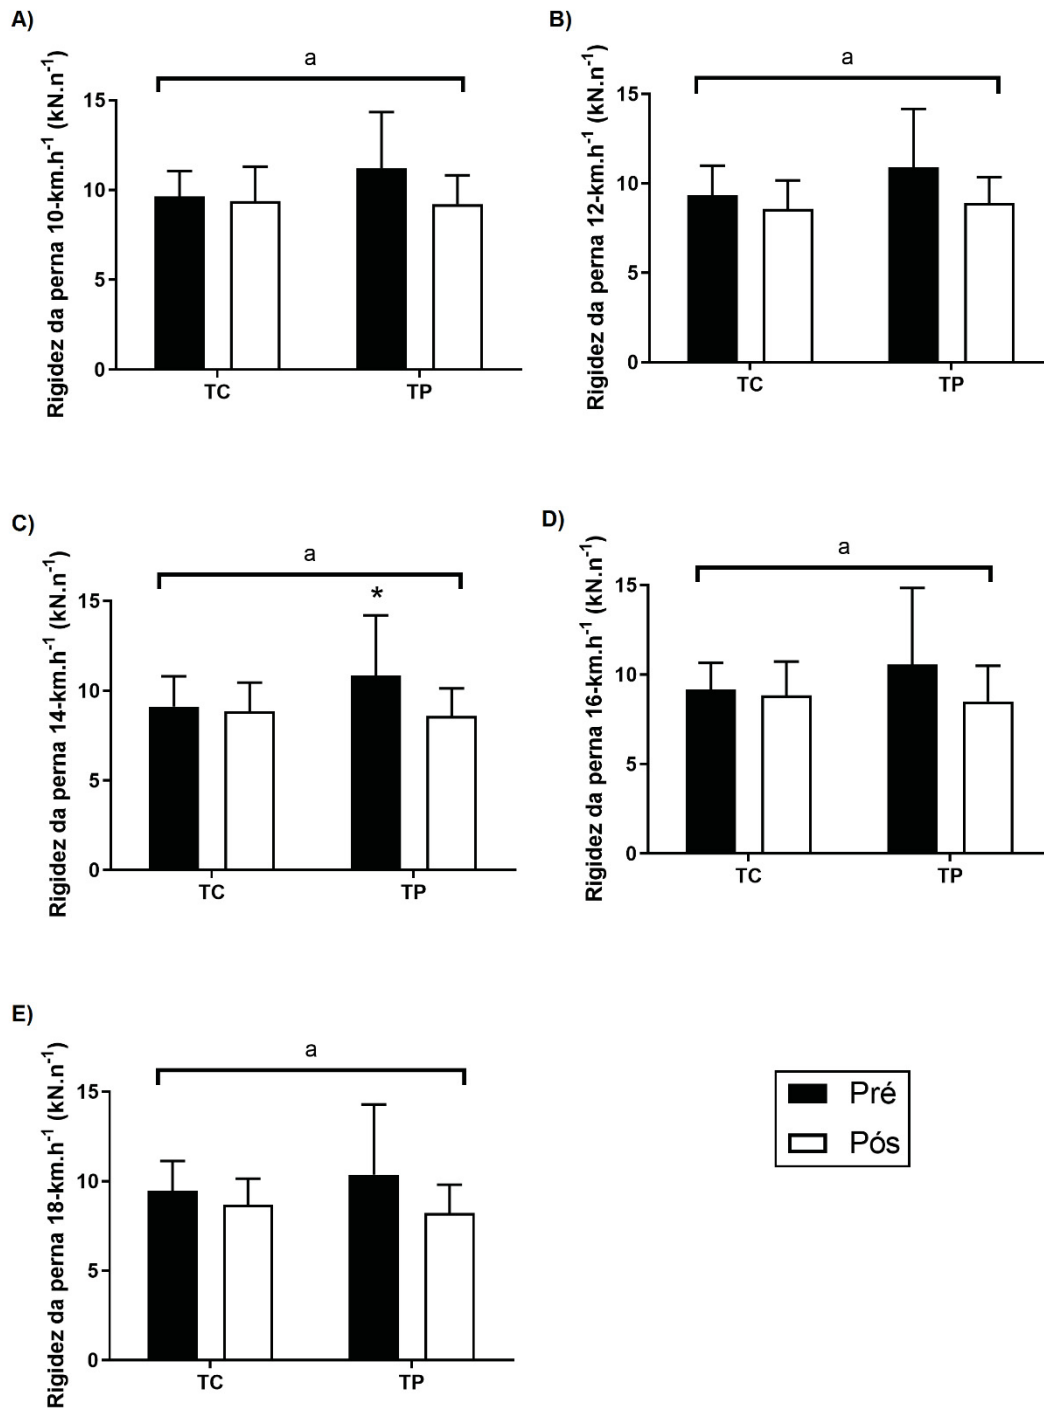 A)
a
Rigidez da perna 10-km.h⁻¹ (kN.n⁻¹)
15
10
5
0
TC TP
B)
a
Rigidez da perna 12-km.h⁻¹ (kN.n⁻¹)
15
10
5
0
TC TP
C)
a
*
Rigidez da perna 14-km.h⁻¹ (kN.n⁻¹)
15
10
5
0
TC TP
D)
a
Rigidez da perna 16-km.h⁻¹ (kN.n⁻¹)
15
10
5
0
TC TP
E)
a
Rigidez da perna 18-km.h⁻¹ (kN.n⁻¹)
15
10
5
0
TC TP
Pré
Pós